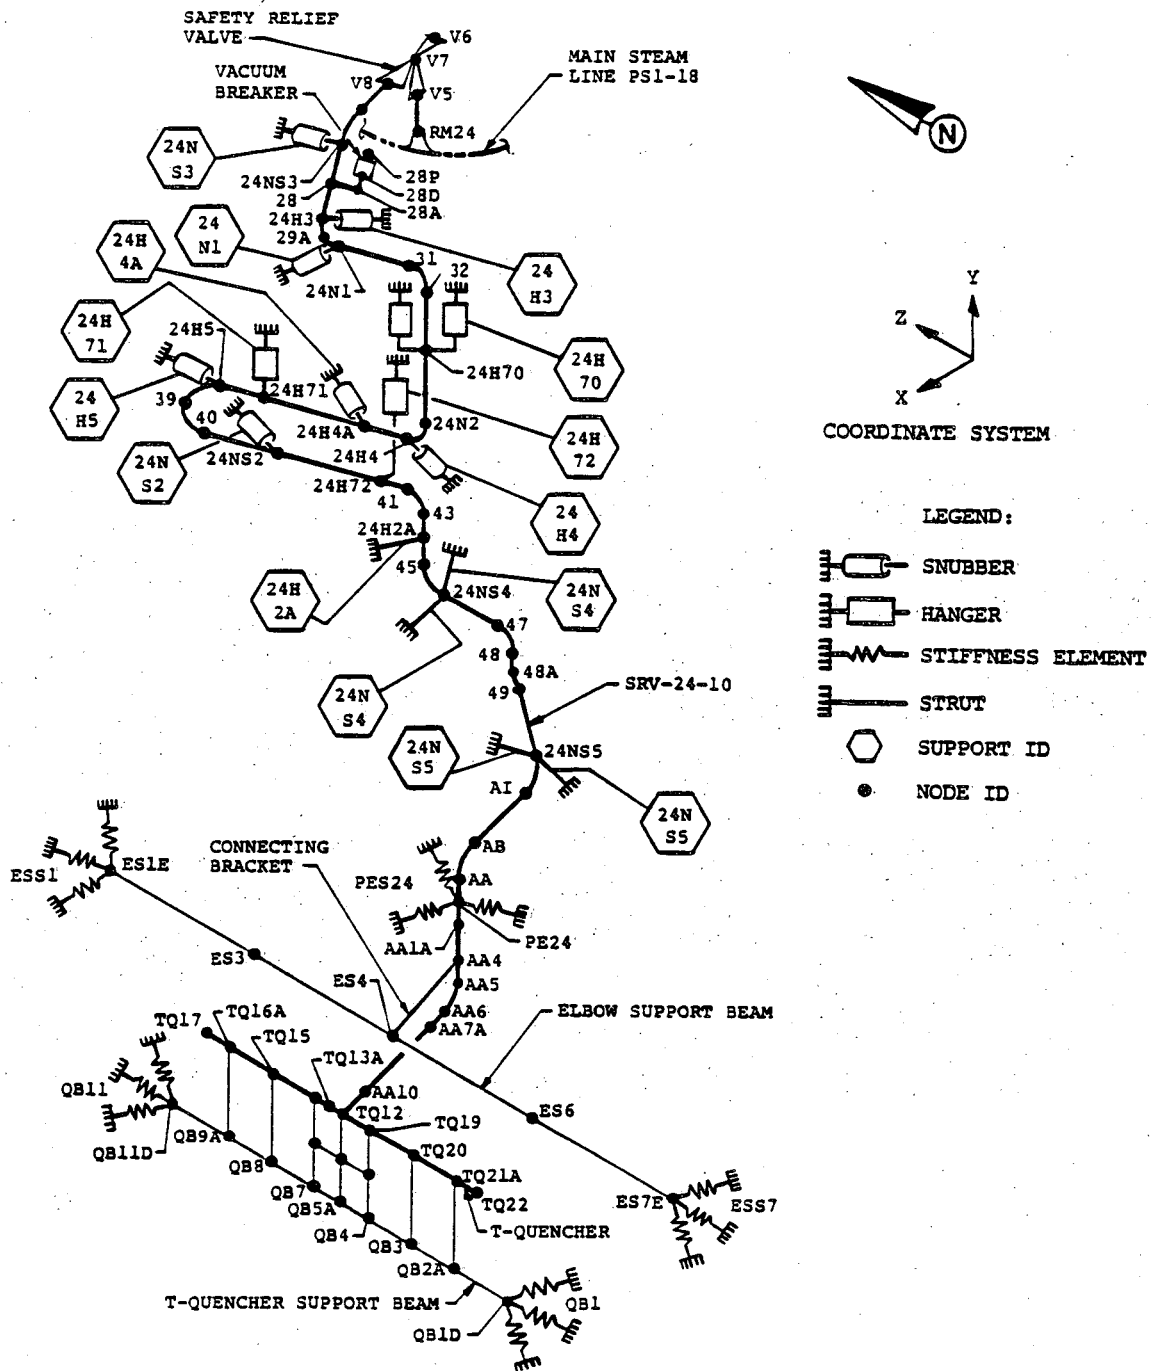 SAFETY RELIEF
VALVE
V6
V7
MAIN STEAM
LINE PS1-18
VACUUM
BREAKER
V8
V5
RM24
N
24N
S3
24NS3
28P
28D
28
28A
24H3
24
N1
29A
24H
4A
31
24N1
32
24
H3
Y
Z
X
COORDINATE SYSTEM
24H
71
24H5
24H70
24H
70
24H71
24
H5
39
40
24H4A
24N2
24H4
24H
72
24NS2
24N
S2
24H72
41
24
H4
43
24H2A
LEGEND:
SNUBBER
HANGER
STIFFNESS ELEMENT
STRUT
SUPPORT ID
NODE ID
45
24H
2A
24NS4
24N
S4
47
48
48A
49
SRV-24-10
24N
S4
24N
S5
24NS5
AI
24N
S5
CONNECTING
BRACKET
AB
ESS1
ES1E
PES24
AA
PE24
AA1A
ES3
AA4
ES4
AA5
AA6
AA7A
ELBOW SUPPORT BEAM
TQ17
TQ16A
TQ15
TQ13A
QB11
AA10
TQ12
TQ19
ES6
QB11D
QB9A
QB8
TQ20
TQ21A
QB7
TQ22
QB5A
ES7E
ESS7
T-QUENCHER
QB4
QB3
QB2A
T-QUENCHER SUPPORT BEAM
QB1
QB1D